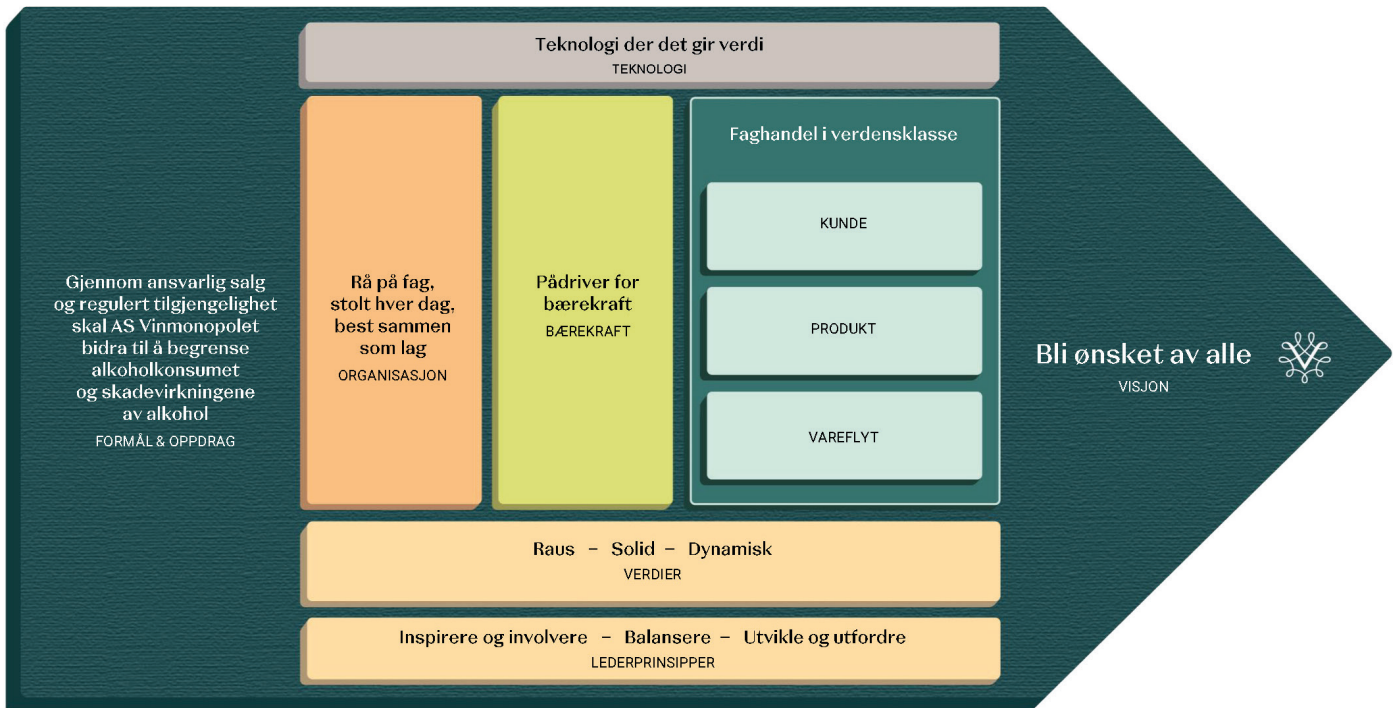 Teknologi der det gir verdi
TEKNOLOGI
Gjennom ansvarlig salg
og regulert tilgjengelighet
skal AS Vinmonopolet
bidra til å begrense
alkoholkonsumet
og skadevirkningene
av alkohol
FORMÅL & OPPDRAG
Rå på fag,
stolt hver dag,
best sammen
som lag
ORGANISASJON
Pådriver for
bærekraft
BÆREKRAFT
Faghandel i verdensklasse
KUNDE
PRODUKT
VAREFLYT
Bli ønsket av alle
VISJON
Raus – Solid – Dynamisk
VERDIER
Inspirere og involvere – Balansere – Utvikle og utfordre
LEDERPRINSIPPER